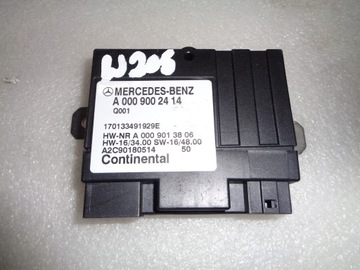 W206
MERCEDES-BENZ
A 000 900 24 14
Q001
170133491929E
HW-NR A 000 901 38 06
HW-16/34.00 SW-16/48.00
A2C90180514 50
Continental